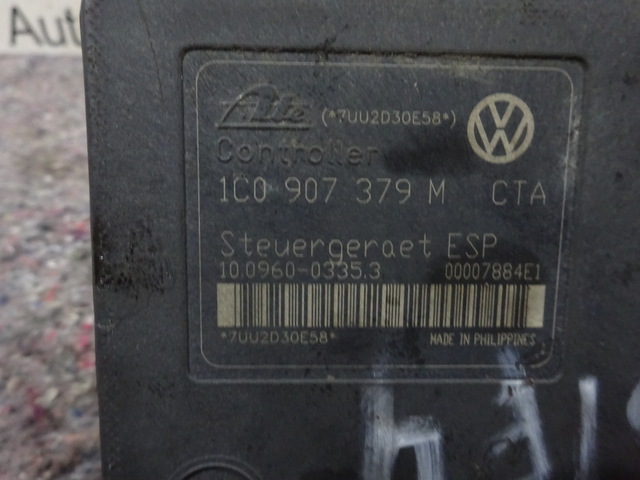 Auto
Ate (*7UU2D30E58*)
Controller
1C0 907 379 M CTA
Steuergeraet ESP
10.0960-0335.3 00007884E1
*7UU2D30E58* MADE IN PHILIPPINES